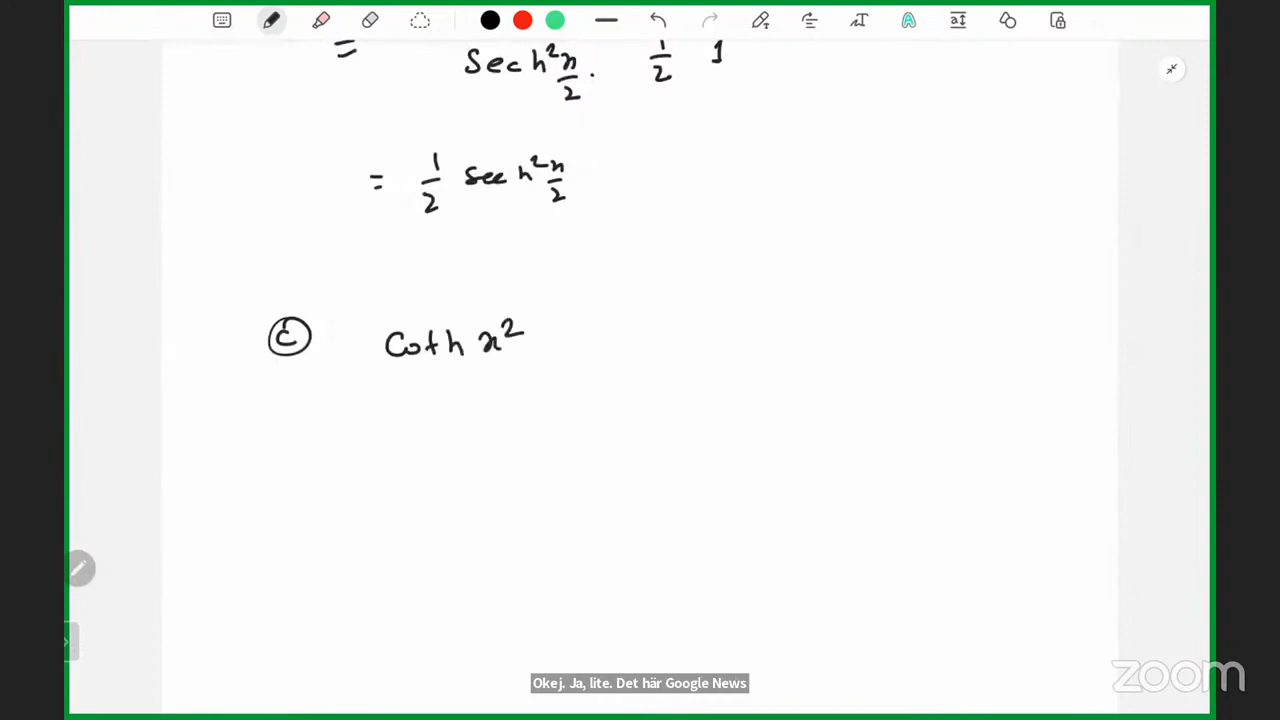 = Sech²x/2 . 1/2 1
= 1/2 Sech²x/2
C Coth x²
Okej. Ja, lite. Det här Google News
zoom